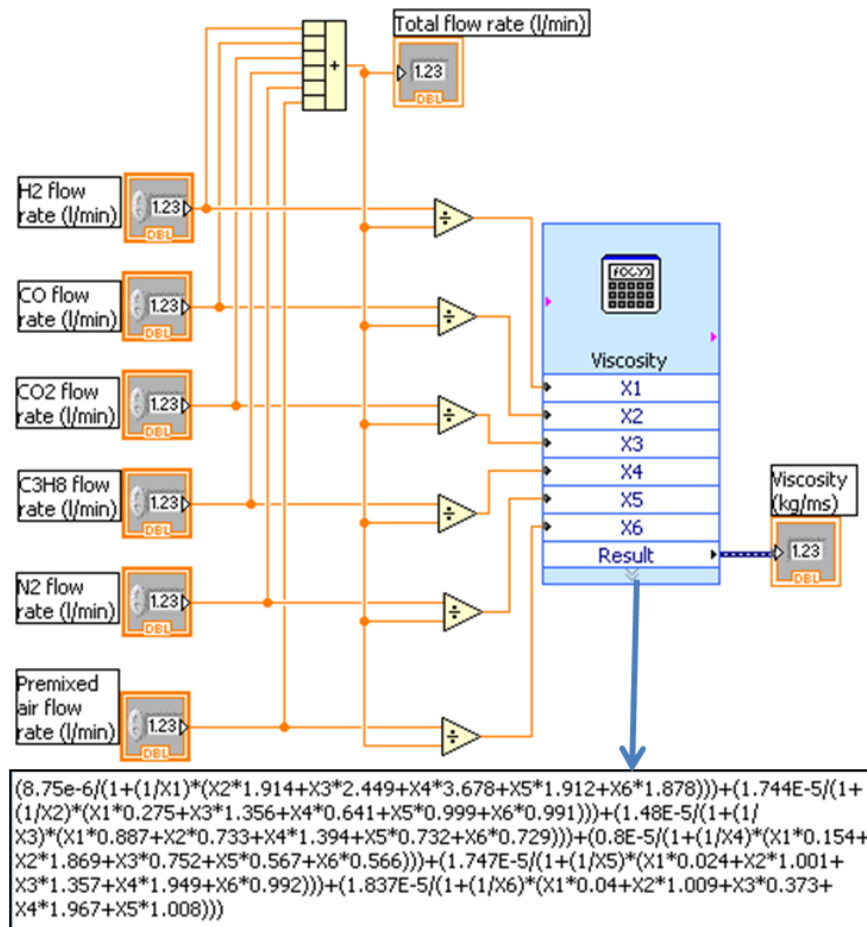 Total flow rate (l/min)
+
1.23
DBL
H2 flow
rate (l/min)
1.23
DBL
÷
CO flow
rate (l/min)
1.23
DBL
÷
CO2 flow
rate (l/min)
1.23
DBL
÷
C3H8 flow
rate (l/min)
1.23
DBL
÷
N2 flow
rate (l/min)
1.23
DBL
÷
Premixed
air flow
rate (l/min)
1.23
DBL
÷
Viscosity
X1
X2
X3
X4
X5
X6
Result
Viscosity
(kg/ms)
1.23
DBL
(8.75e-6/(1+(1/X1)*(X2*1.914+X3*2.449+X4*3.678+X5*1.912+X6*1.878)))+(1.744E-5/(1+
(1/X2)*(X1*0.275+X3*1.356+X4*0.641+X5*0.999+X6*0.991)))+(1.48E-5/(1+(1/
X3)*(X1*0.887+X2*0.733+X4*1.394+X5*0.732+X6*0.729)))+(0.8E-5/(1+(1/X4)*(X1*0.154+
X2*1.869+X3*0.752+X5*0.567+X6*0.566)))+(1.747E-5/(1+(1/X5)*(X1*0.024+X2*1.001+
X3*1.357+X4*1.949+X6*0.992)))+(1.837E-5/(1+(1/X6)*(X1*0.04+X2*1.009+X3*0.373+
X4*1.967+X5*1.008)))